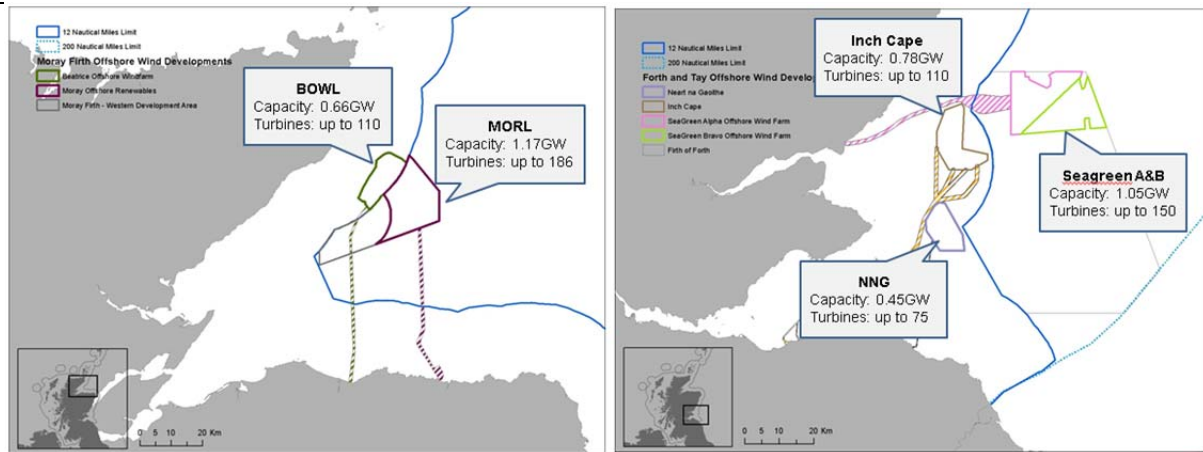 12 Nautical Miles Limit
200 Nautical Miles Limit
Moray Firth Offshore Wind Developments
Beatrice Offshore Windfarm
Moray Offshore Renewables
Moray Firth - Western Development Area
BOWL
Capacity: 0.66GW
Turbines: up to 110
MORL
Capacity: 1.17GW
Turbines: up to 186
0 5 10 20 Km
12 Nautical Miles Limit
200 Nautical Miles Limit
Forth and Tay Offshore Wind Develo
Neart na Gaoithe
Inch Cape
SeaGreen Alpha Offshore Wind Farm
SeaGreen Bravo Offshore Wind Farm
Firth of Forth
Inch Cape
Capacity: 0.78GW
Turbines: up to 110
Seagreen A&B
Capacity: 1.05GW
Turbines: up to 150
NNG
Capacity: 0.45GW
Turbines: up to 75
0 5 10 20 Km